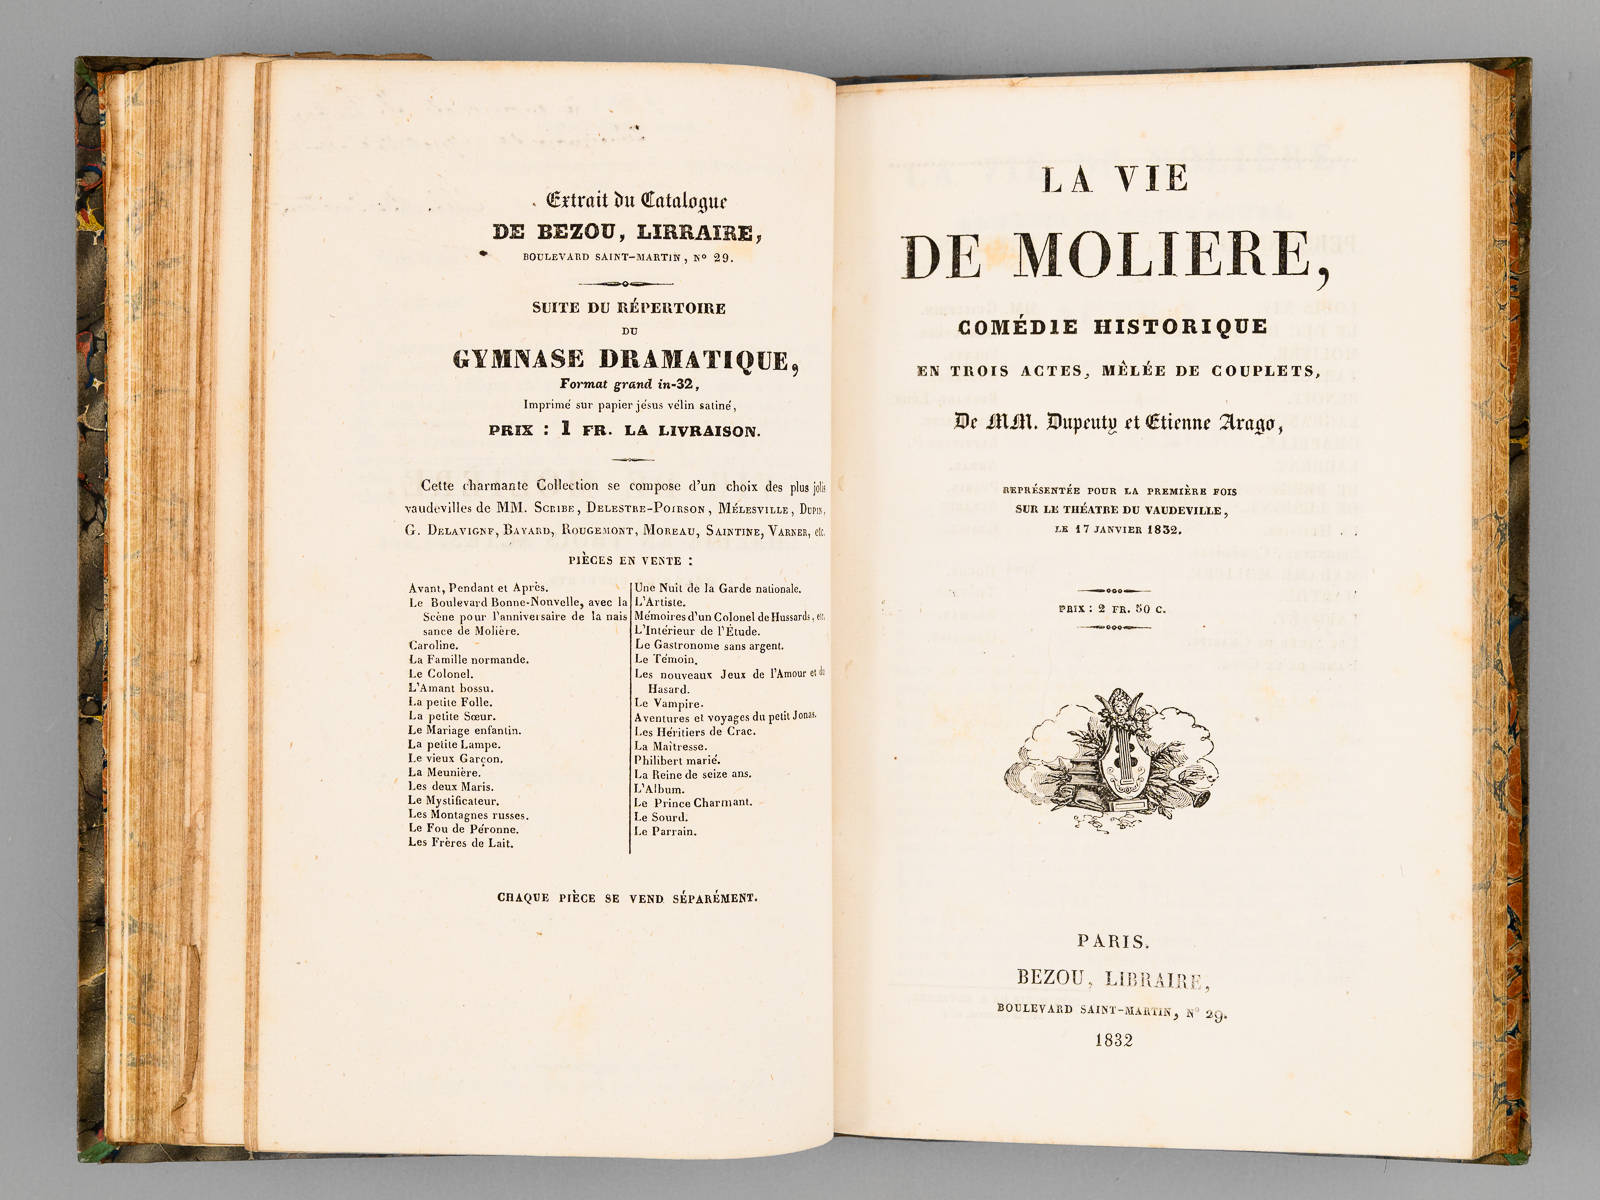 Extrait du Catalogue
DE BEZOU, LIRRAIRE,
BOULEVARD SAINT-MARTIN, Nº 29.
SUITE DU RÉPERTOIRE
DU
GYMNASE DRAMATIQUE,
Format grand in-32,
Imprimé sur papier jésus vélin satiné,
PRIX : 1 FR. LA LIVRAISON.
Cette charmante Collection se compose d'un choix des plus jolis
vaudevilles de MM. SCRIBE, DELESTRE-POIRSON, MÉLESVILLE, DUPIN,
G. DELAVIGNE, BAYARD, ROUGEMONT, MOREAU, SAINTINE, VARNER, etc.
PIÈCES EN VENTE :
Avant, Pendant et Après.
Le Boulevard Bonne-Nonvelle, avec la
Scène pour l'anniversaire de la nais
sance de Molière.
Caroline.
La Famille normande.
Le Colonel.
L'Amant bossu.
La petite Folle.
La petite Sœur.
Le Mariage enfantin.
La petite Lampe.
Le vieux Garçon.
La Meunière.
Les deux Maris.
Le Mystificateur.
Les Montagnes russes.
Le Fou de Péronne.
Les Frères de Lait.
Une Nuit de la Garde nationale.
L'Artiste.
Mémoires d'un Colonel de Hussards, etc.
L'Intérieur de l'Étude.
Le Gastronome sans argent.
Le Témoin.
Les nouveaux Jeux de l'Amour et du
Hasard.
Le Vampire.
Aventures et voyages du petit Jonas.
Les Héritiers de Crac.
La Maîtresse.
Philibert marié.
La Reine de seize ans.
L'Album.
Le Prince Charmant.
Le Sourd.
Le Parrain.
CHAQUE PIÈCE SE VEND SÉPARÉMENT.
LA VIE
DE MOLIERE,
COMÉDIE HISTORIQUE
EN TROIS ACTES, MÊLÉE DE COUPLETS,
De MM. Dupeuty et Etienne Arago,
REPRÉSENTÉE POUR LA PREMIÈRE FOIS
SUR LE THÉATRE DU VAUDEVILLE,
LE 17 JANVIER 1832.
PRIX : 2 FR. 50 C.
PARIS.
BEZOU, LIBRAIRE,
BOULEVARD SAINT-MARTIN, Nº 29.
1832